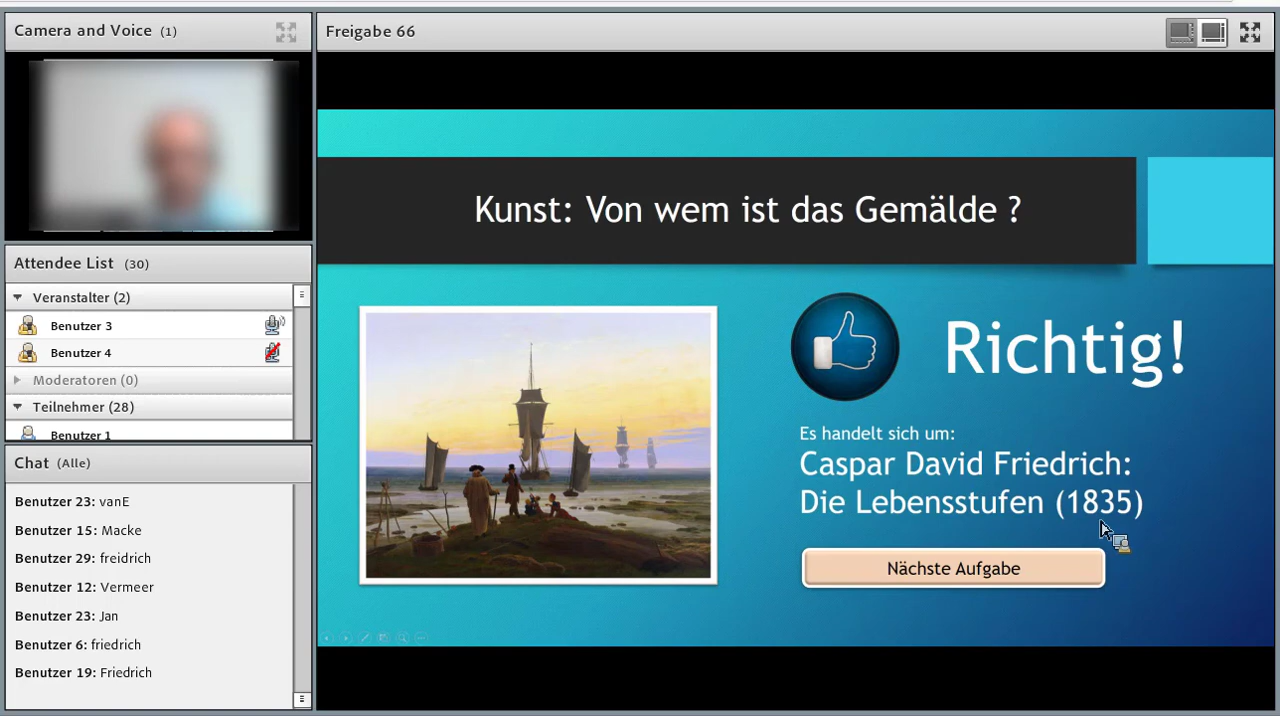 Camera and Voice (1)
Attendee List (30)
Veranstalter (2)
Benutzer 3
Benutzer 4
Moderatoren (0)
Teilnehmer (28)
Benutzer 1
Chat (Alle)
Benutzer 23: vanE
Benutzer 15: Macke
Benutzer 29: freidrich
Benutzer 12: Vermeer
Benutzer 23: Jan
Benutzer 6: friedrich
Benutzer 19: Friedrich
Freigabe 66
Kunst: Von wem ist das Gemälde ?
Richtig!
Es handelt sich um:
Caspar David Friedrich:
Die Lebensstufen (1835)
Nächste Aufgabe